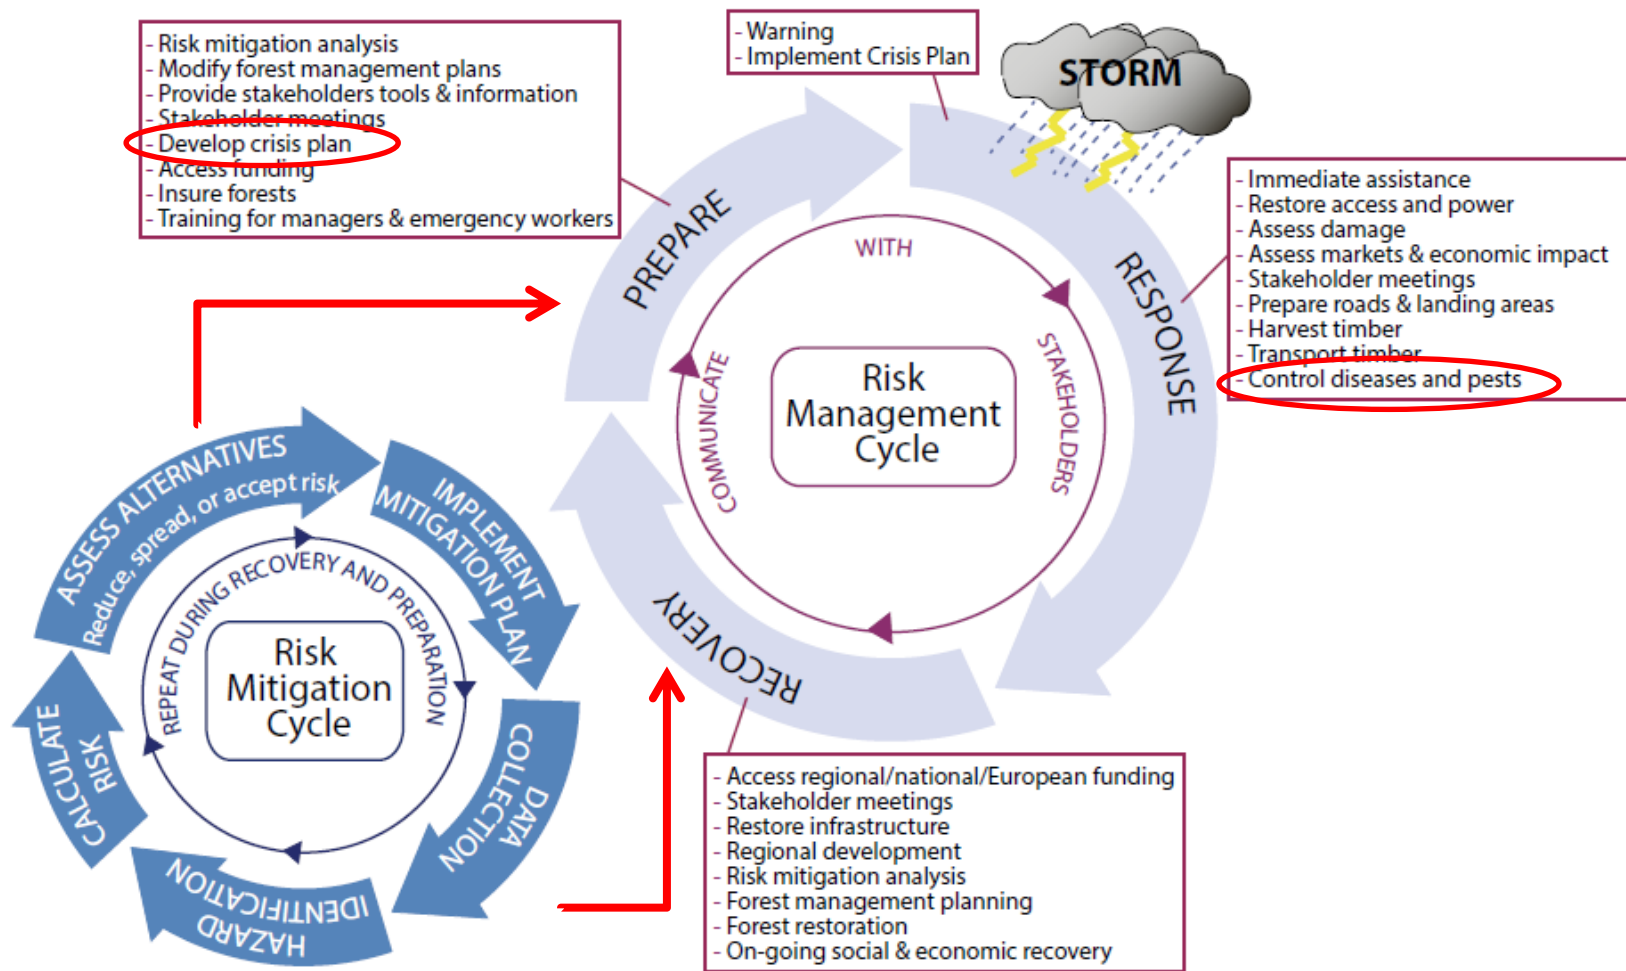 - Risk mitigation analysis
- Modify forest management plans
- Provide stakeholders tools & information
- Stakeholder meetings
- Develop crisis plan
- Access funding
- Insure forests
- Training for managers & emergency workers
- Warning
- Implement Crisis Plan
STORM
- Immediate assistance
- Restore access and power
- Assess damage
- Assess markets & economic impact
- Stakeholder meetings
- Prepare roads & landing areas
- Harvest timber
- Transport timber
- Control diseases and pests
PREPARE
RESPONSE
RECOVERY
COMMUNICATE
WITH
STAKEHOLDERS
Risk
Management
Cycle
ASSESS ALTERNATIVES
Reduce, spread, or accept risk
IMPLEMENT
MITIGATION PLAN
DATA
COLLECTION
HAZARD
IDENTIFICATION
CALCULATE
RISK
REPEAT DURING RECOVERY AND PREPARATION
Risk
Mitigation
Cycle
- Access regional/national/European funding
- Stakeholder meetings
- Restore infrastructure
- Regional development
- Risk mitigation analysis
- Forest management planning
- Forest restoration
- On-going social & economic recovery